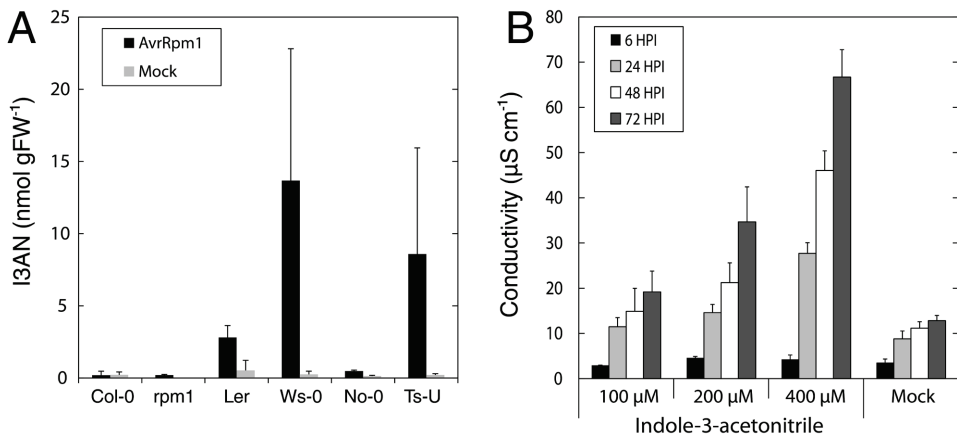 A
I3AN (nmol gFW⁻¹)
25
20
15
10
5
0
AvrRpm1
Mock
Col-0 rpm1 Ler Ws-0 No-0 Ts-U
B
Conductivity (µS cm⁻¹)
80
70
60
50
40
30
20
10
0
6 HPI
24 HPI
48 HPI
72 HPI
100 µM 200 µM 400 µM Mock
Indole-3-acetonitrile